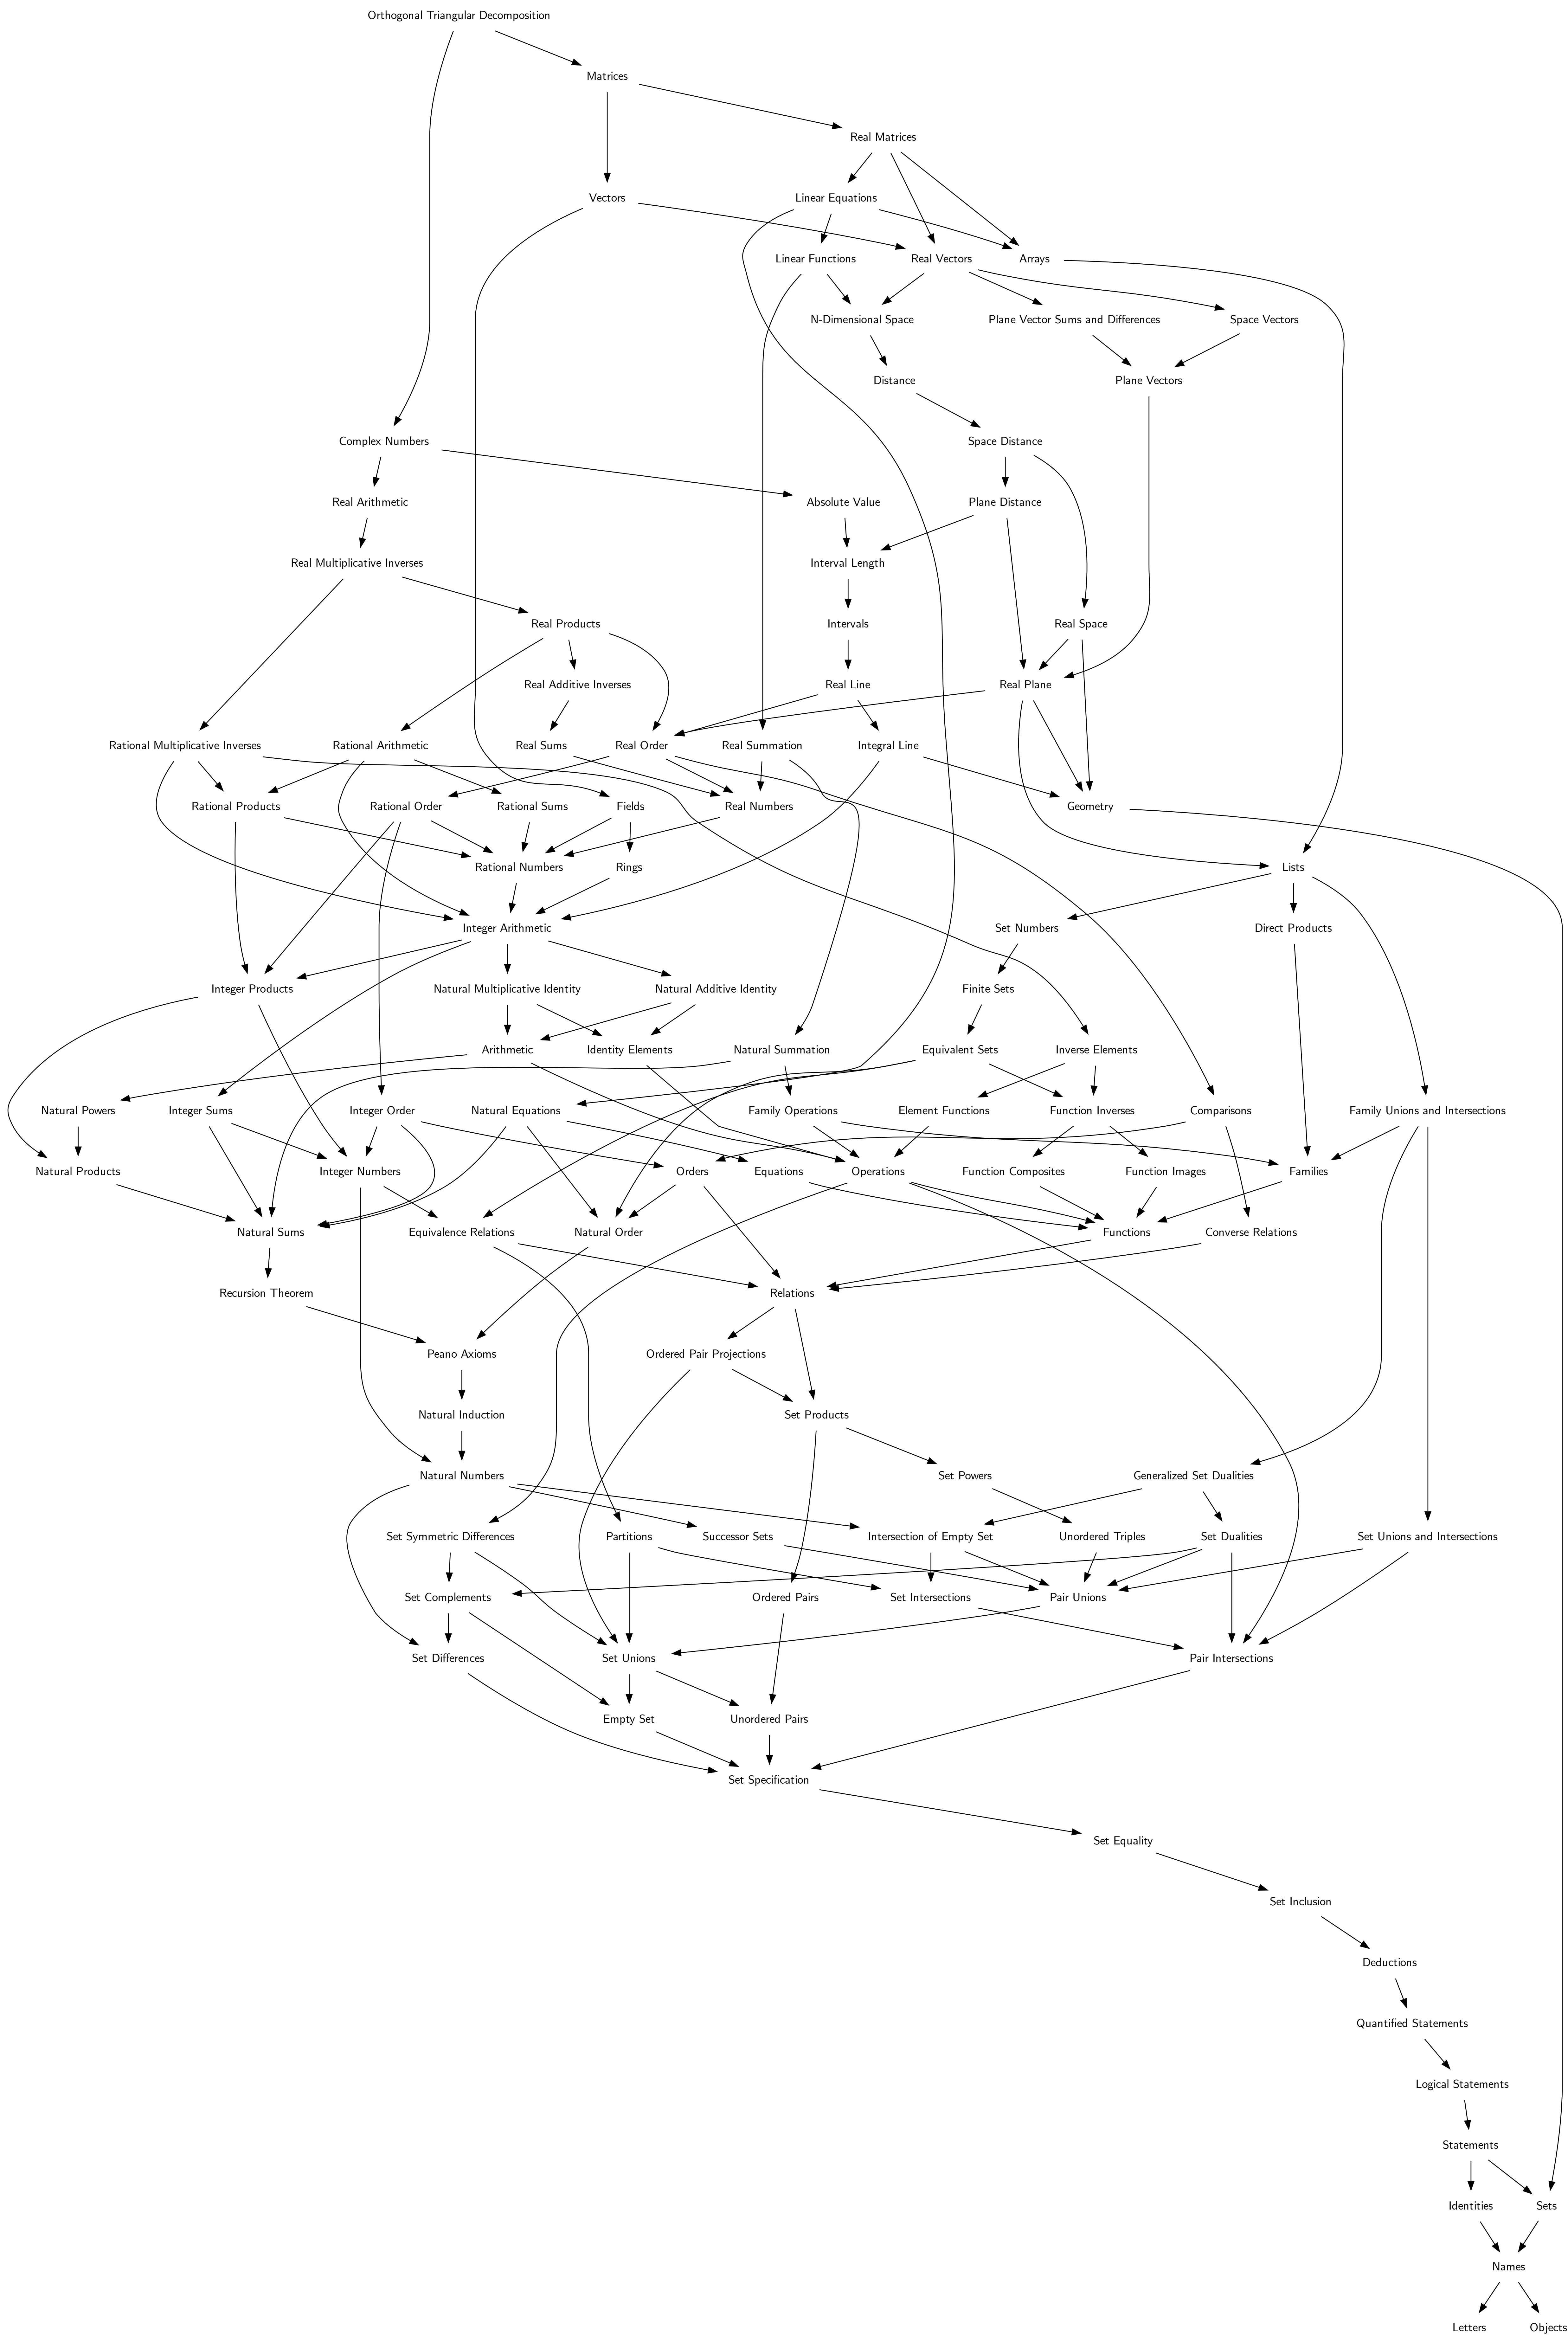 Orthogonal Triangular Decomposition
Matrices
Real Matrices
Vectors
Linear Equations
Linear Functions
Real Vectors
Arrays
N-Dimensional Space
Plane Vector Sums and Differences
Space Vectors
Distance
Plane Vectors
Complex Numbers
Space Distance
Real Arithmetic
Absolute Value
Plane Distance
Real Multiplicative Inverses
Interval Length
Real Products
Intervals
Real Space
Real Additive Inverses
Real Line
Real Plane
Rational Multiplicative Inverses
Rational Arithmetic
Real Sums
Real Order
Real Summation
Integral Line
Rational Products
Rational Order
Rational Sums
Fields
Real Numbers
Geometry
Rational Numbers
Rings
Lists
Integer Arithmetic
Set Numbers
Direct Products
Integer Products
Natural Multiplicative Identity
Natural Additive Identity
Finite Sets
Arithmetic
Identity Elements
Natural Summation
Equivalent Sets
Inverse Elements
Natural Powers
Integer Sums
Integer Order
Natural Equations
Family Operations
Element Functions
Function Inverses
Comparisons
Family Unions and Intersections
Natural Products
Integer Numbers
Orders
Equations
Operations
Function Composites
Function Images
Families
Natural Sums
Equivalence Relations
Natural Order
Functions
Converse Relations
Recursion Theorem
Relations
Peano Axioms
Ordered Pair Projections
Natural Induction
Set Products
Natural Numbers
Set Powers
Generalized Set Dualities
Set Symmetric Differences
Partitions
Successor Sets
Intersection of Empty Set
Unordered Triples
Set Dualities
Set Unions and Intersections
Set Complements
Ordered Pairs
Set Intersections
Pair Unions
Set Differences
Set Unions
Pair Intersections
Empty Set
Unordered Pairs
Set Specification
Set Equality
Set Inclusion
Deductions
Quantified Statements
Logical Statements
Statements
Identities
Sets
Names
Letters
Objects